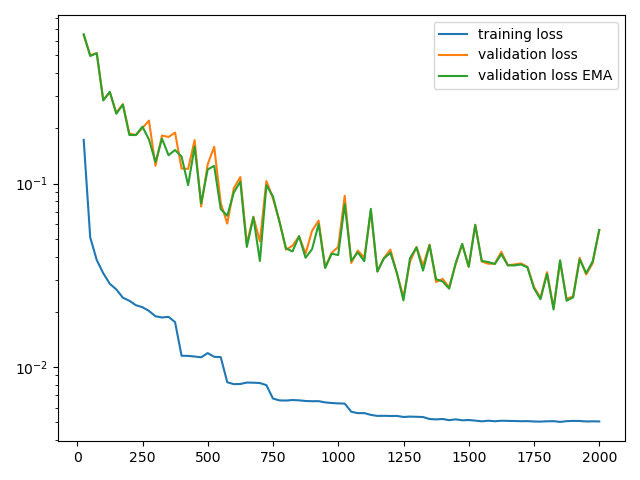 training loss
validation loss
validation loss EMA
10⁻¹
10⁻²
0 250 500 750 1000 1250 1500 1750 2000